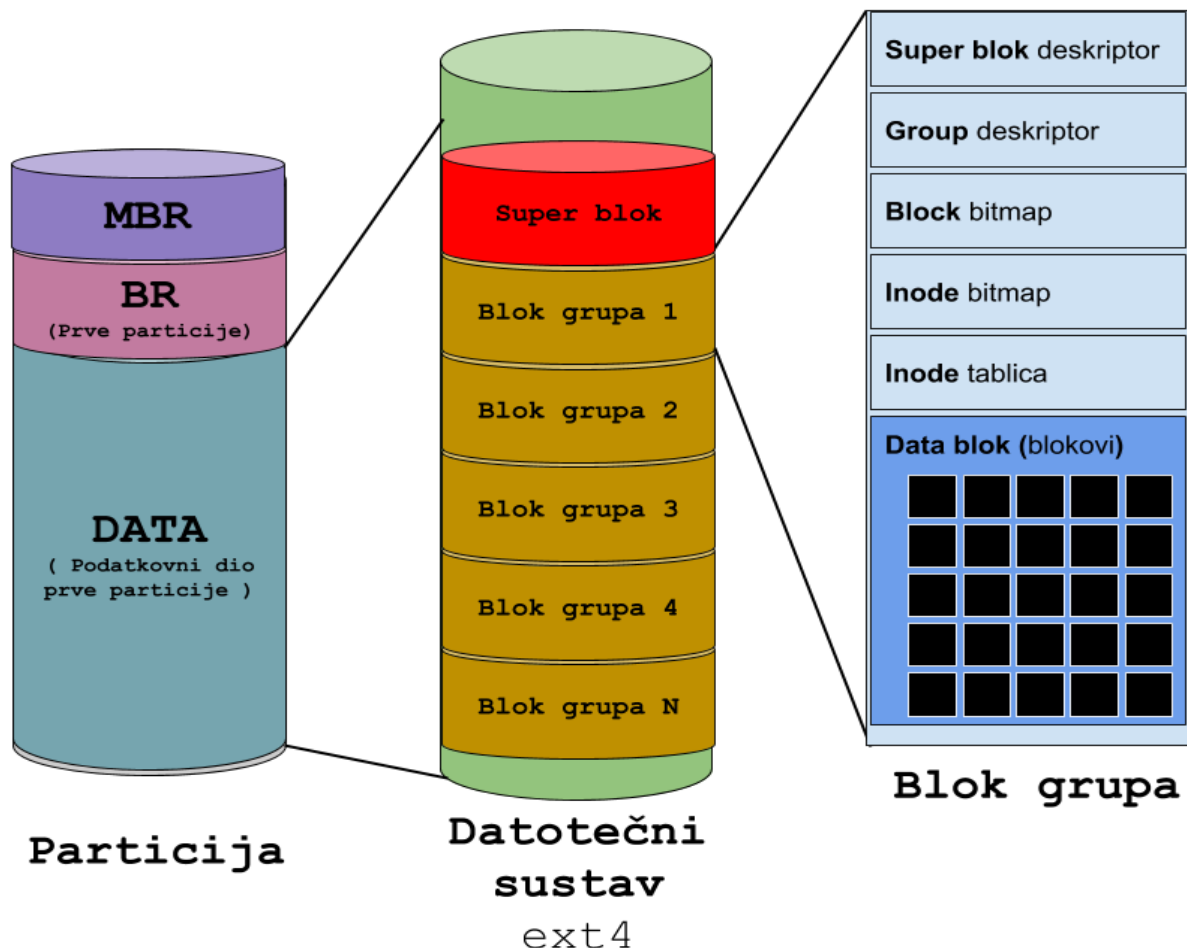 MBR
BR
(Prve particije)
DATA
( Podatkovni dio
prve particije )
Particija
Super blok
Blok grupa 1
Blok grupa 2
Blok grupa 3
Blok grupa 4
Blok grupa N
Datotečni
sustav
ext4
Super blok deskriptor
Group deskriptor
Block bitmap
Inode bitmap
Inode tablica
Data blok (blokovi)
Blok grupa